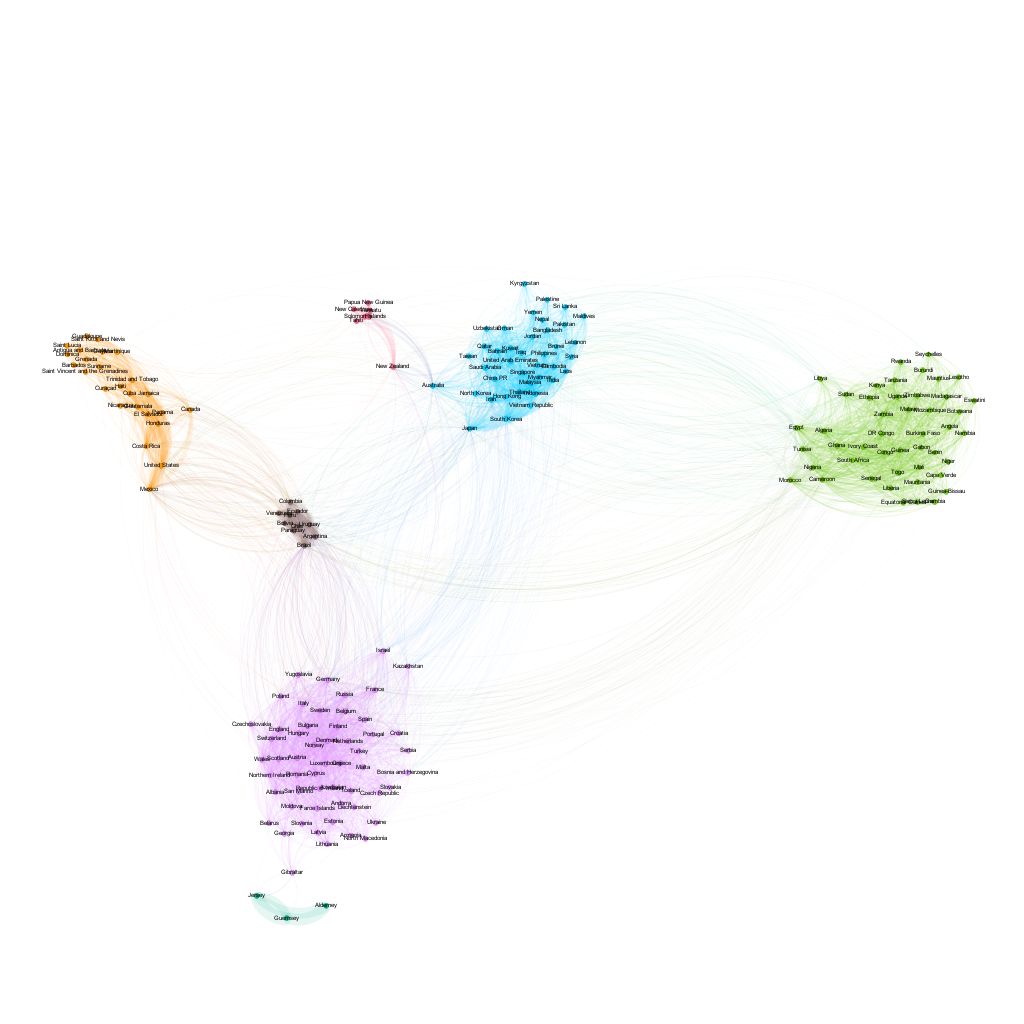 Guadeloupe
Saint Kitts and Nevis
Saint Lucia
Antigua and Barbuda
Martinique
Dominica
Grenada
Barbados
Suriname
Saint Vincent and the Grenadines
Trinidad and Tobago
Curaçao
Haiti
Cuba
Jamaica
Nicaragua
Guatemala
Panama
Canada
El Salvador
Honduras
Costa Rica
United States
Mexico
Papua New Guinea
New Caledonia
Vanuatu
Solomon Islands
Tahiti
New Zealand
Australia
Kyrgyzstan
Palestine
Sri Lanka
Yemen
Nepal
Maldives
Pakistan
Uzbekistan
Oman
Bangladesh
Jordan
Lebanon
Qatar
Kuwait
Brunei
Bahrain
Iraq
Philippines
Taiwan
Syria
United Arab Emirates
Saudi Arabia
Vietnam
Cambodia
Singapore
Laos
China PR
Myanmar
India
Malaysia
North Korea
Iran
Thailand
Indonesia
Hong Kong
Vietnam Republic
South Korea
Japan
Seychelles
Rwanda
Burundi
Libya
Tanzania
Mauritius
Lesotho
Kenya
Sudan
Ethiopia
Uganda
Zimbabwe
Madagascar
Eswatini
Zambia
Malawi
Mozambique
Botswana
Egypt
Algeria
Angola
DR Congo
Burkina Faso
Namibia
Ghana
Ivory Coast
Gabon
Tunisia
Congo
Guinea
Benin
South Africa
Niger
Nigeria
Mali
Togo
Cape Verde
Morocco
Cameroon
Senegal
Mauritania
Liberia
Guinea-Bissau
Equatorial Guinea
Sierra Leone
Gambia
Colombia
Ecuador
Venezuela
Peru
Bolivia
Chile
Uruguay
Paraguay
Argentina
Brazil
Israel
Kazakhstan
Yugoslavia
Germany
France
Poland
Russia
Italy
Sweden
Belgium
Spain
Czechoslovakia
England
Bulgaria
Finland
Hungary
Portugal
Croatia
Switzerland
Denmark
Netherlands
Norway
Turkey
Serbia
Wales
Scotland
Austria
Luxembourg
Greece
Malta
Northern Ireland
Romania
Cyprus
Bosnia and Herzegovina
Albania
San Marino
Iceland
Slovakia
Czech Republic
Moldova
Faroe Islands
Andorra
Liechtenstein
Belarus
Slovenia
Estonia
Ukraine
Georgia
Latvia
Armenia
North Macedonia
Lithuania
Gibraltar
Jersey
Alderney
Guernsey